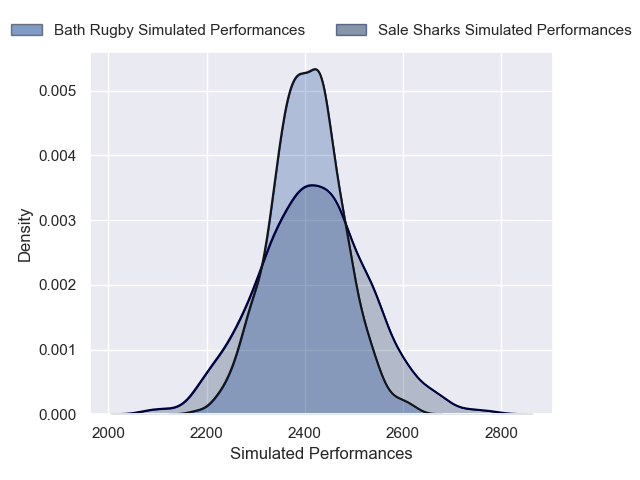 Bath Rugby Simulated Performances Sale Sharks Simulated Performances
0.005
0.004
0.003
0.002
0.001
0.000
Density
2000 2200 2400 2600 2800
Simulated Performances